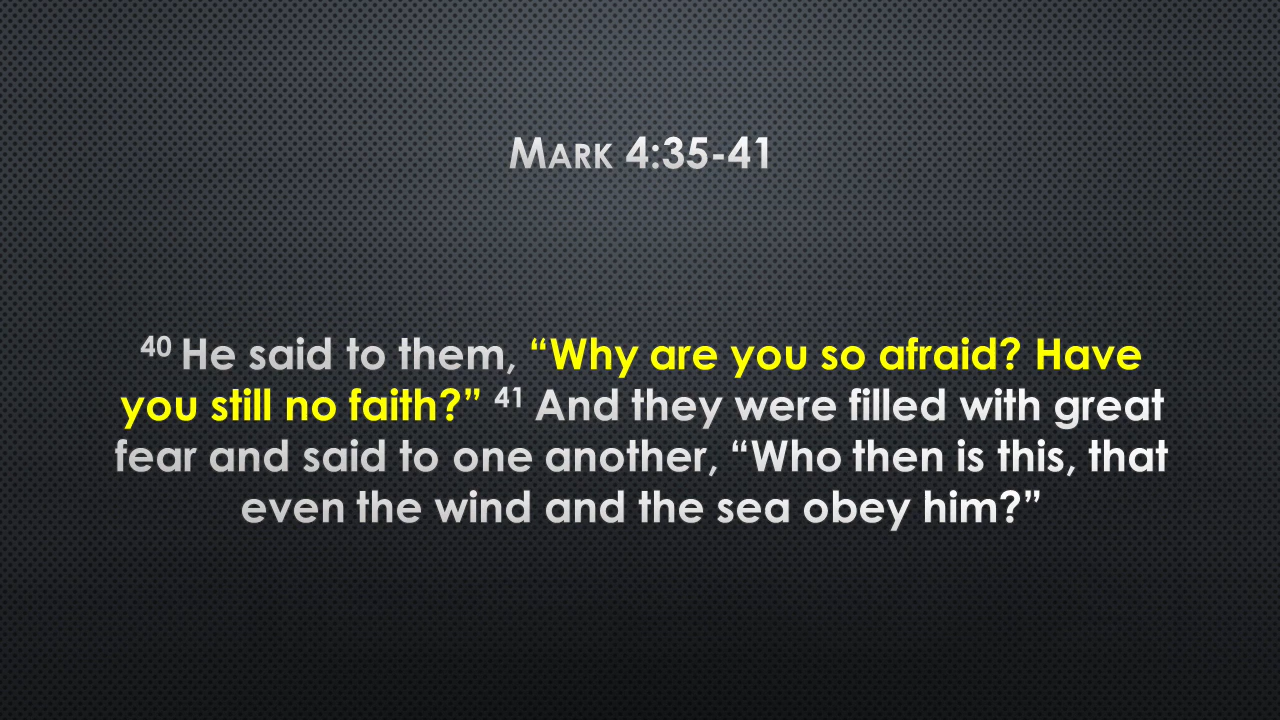 Mark 4:35-41
40 He said to them, “Why are you so afraid? Have
you still no faith?” 41 And they were filled with great
fear and said to one another, “Who then is this, that
even the wind and the sea obey him?”